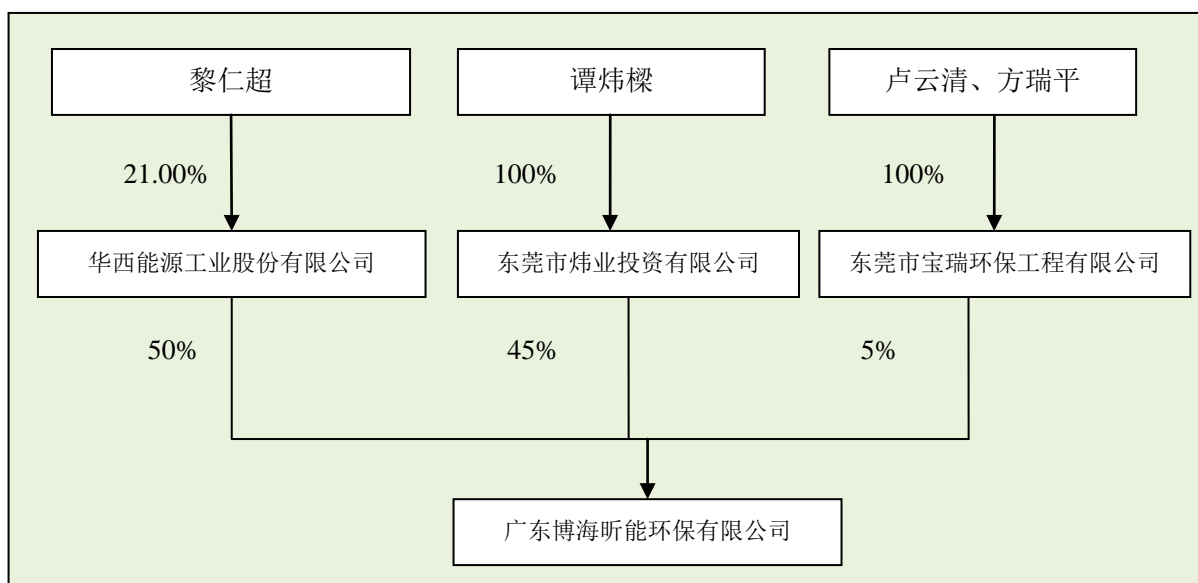 黎仁超
谭炜樑
卢云清、方瑞平
21.00%
100%
100%
华西能源工业股份有限公司
东莞市炜业投资有限公司
东莞市宝瑞环保工程有限公司
50%
45%
5%
广东博海昕能环保有限公司